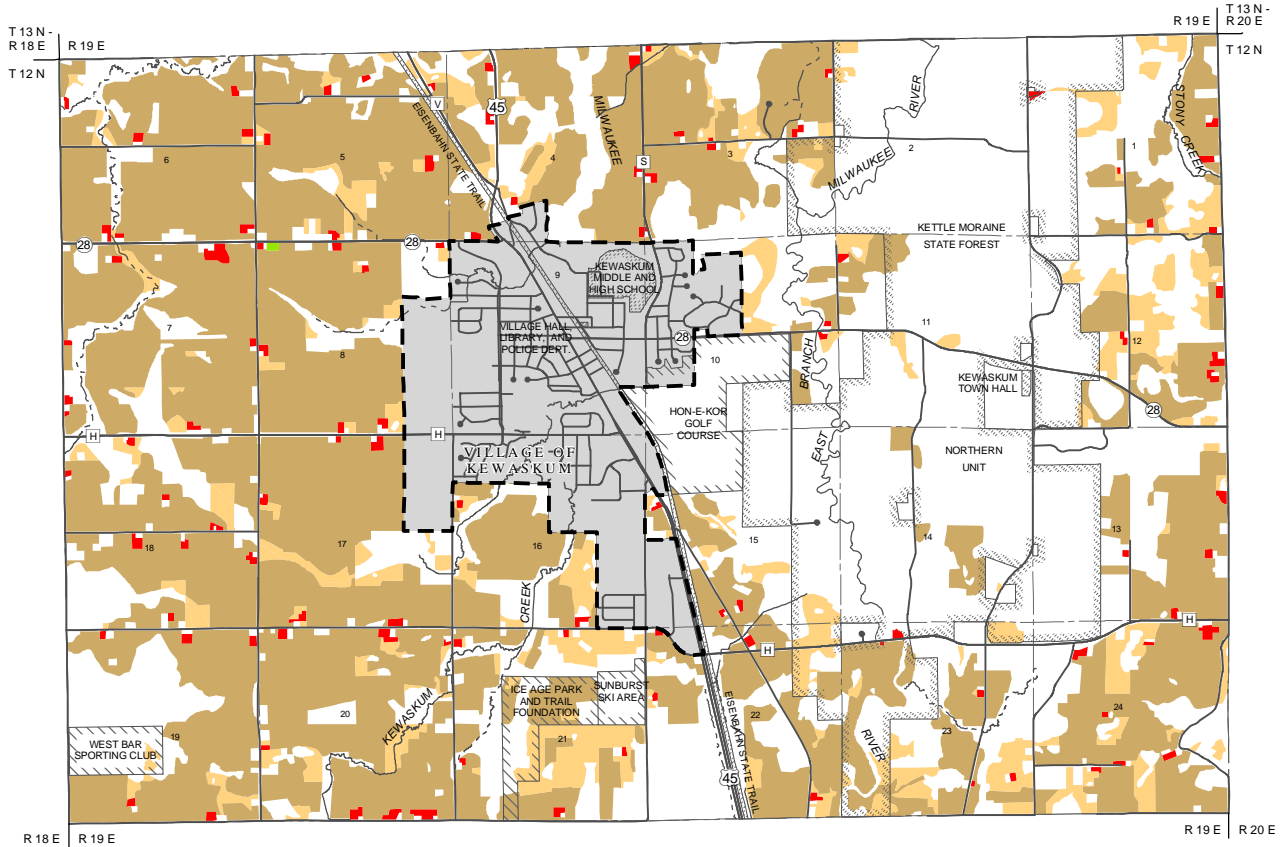 T 13 N -
R 18 E
R 19 E
T 12 N
T 13 N -
R 19 E
R 20 E
T 12 N
V
45
EISENBAHN STATE TRAIL
MILWAUKEE
S
RIVER
MILWAUKEE
STONY CREEK
6
5
4
3
2
1
28
28
KETTLE MORAINE
STATE FOREST
9
KEWASKUM
MIDDLE AND
HIGH SCHOOL
7
8
VILLAGE HALL,
LIBRARY, AND
POLICE DEPT.
28
10
11
12
BRANCH
KEWASKUM
TOWN HALL
28
HON-E-KOR
GOLF
COURSE
H
H
VILLAGE OF
KEWASKUM
EAST
NORTHERN
UNIT
18
17
16
15
14
13
CREEK
H
H
ICE AGE PARK
AND TRAIL
FOUNDATION
SUNBURST
SKI AREA
KEWASKUM
WEST BAR
SPORTING CLUB
19
20
21
22
23
24
RIVER
EISENBAHN STATE TRAIL
45
R 18 E
R 19 E
R 19 E
R 20 E